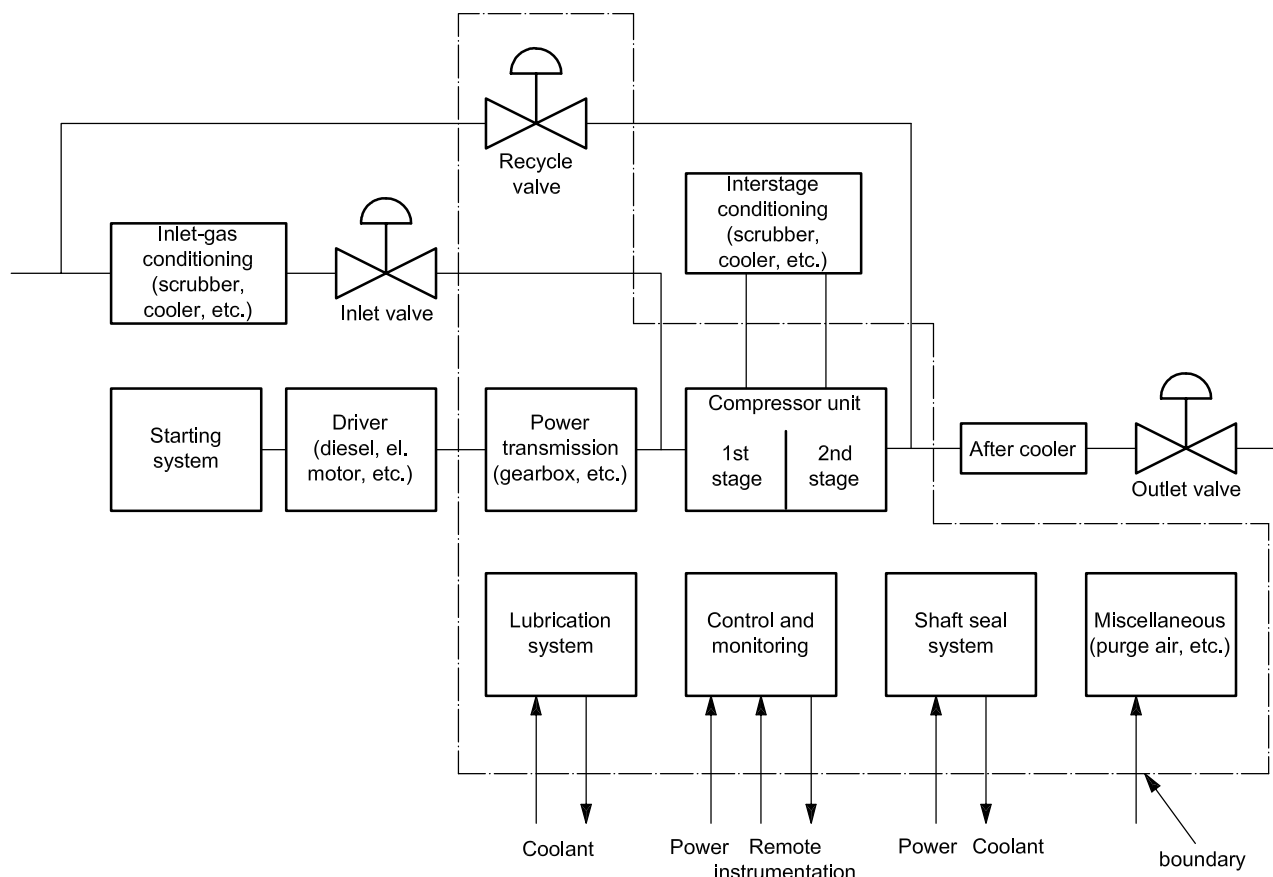 Recycle
valve
Interstage
conditioning
(scrubber,
cooler, etc.)
Inlet-gas
conditioning
(scrubber,
cooler, etc.)
Inlet valve
Starting
system
Driver
(diesel, el.
motor, etc.)
Power
transmission
(gearbox, etc.)
Compressor unit
1st
stage
2nd
stage
After cooler
Outlet valve
Lubrication
system
Control and
monitoring
Shaft seal
system
Miscellaneous
(purge air, etc.)
Coolant
Power
Remote
instrumentation
Power
Coolant
boundary